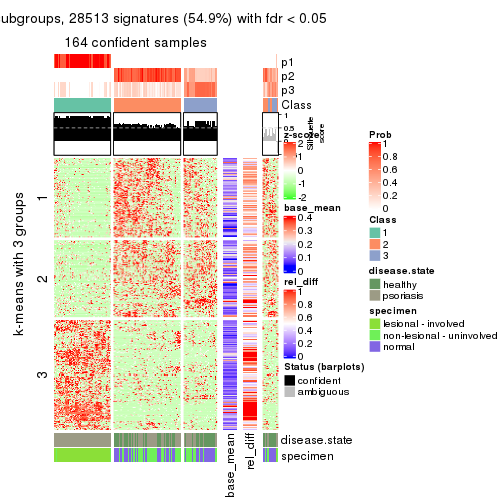 ubgroups, 28513 signatures (54.9%) with fdr < 0.05
164 confident samples
p1
p2
p3
Class
1
0.5
0
Silhouette
score
k-means with 3 groups
1
2
3
base_mean
rel_diff
disease.state
specimen
z-score
2
1
0
-1
-2
base_mean
0.4
0.3
0.2
0.1
0
rel_diff
1
0.8
0.6
0.4
0.2
0
Status (barplots)
confident
ambiguous
Prob
1
0.8
0.6
0.4
0.2
0
Class
1
2
3
disease.state
healthy
psoriasis
specimen
lesional - involved
non-lesional - uninvolved
normal